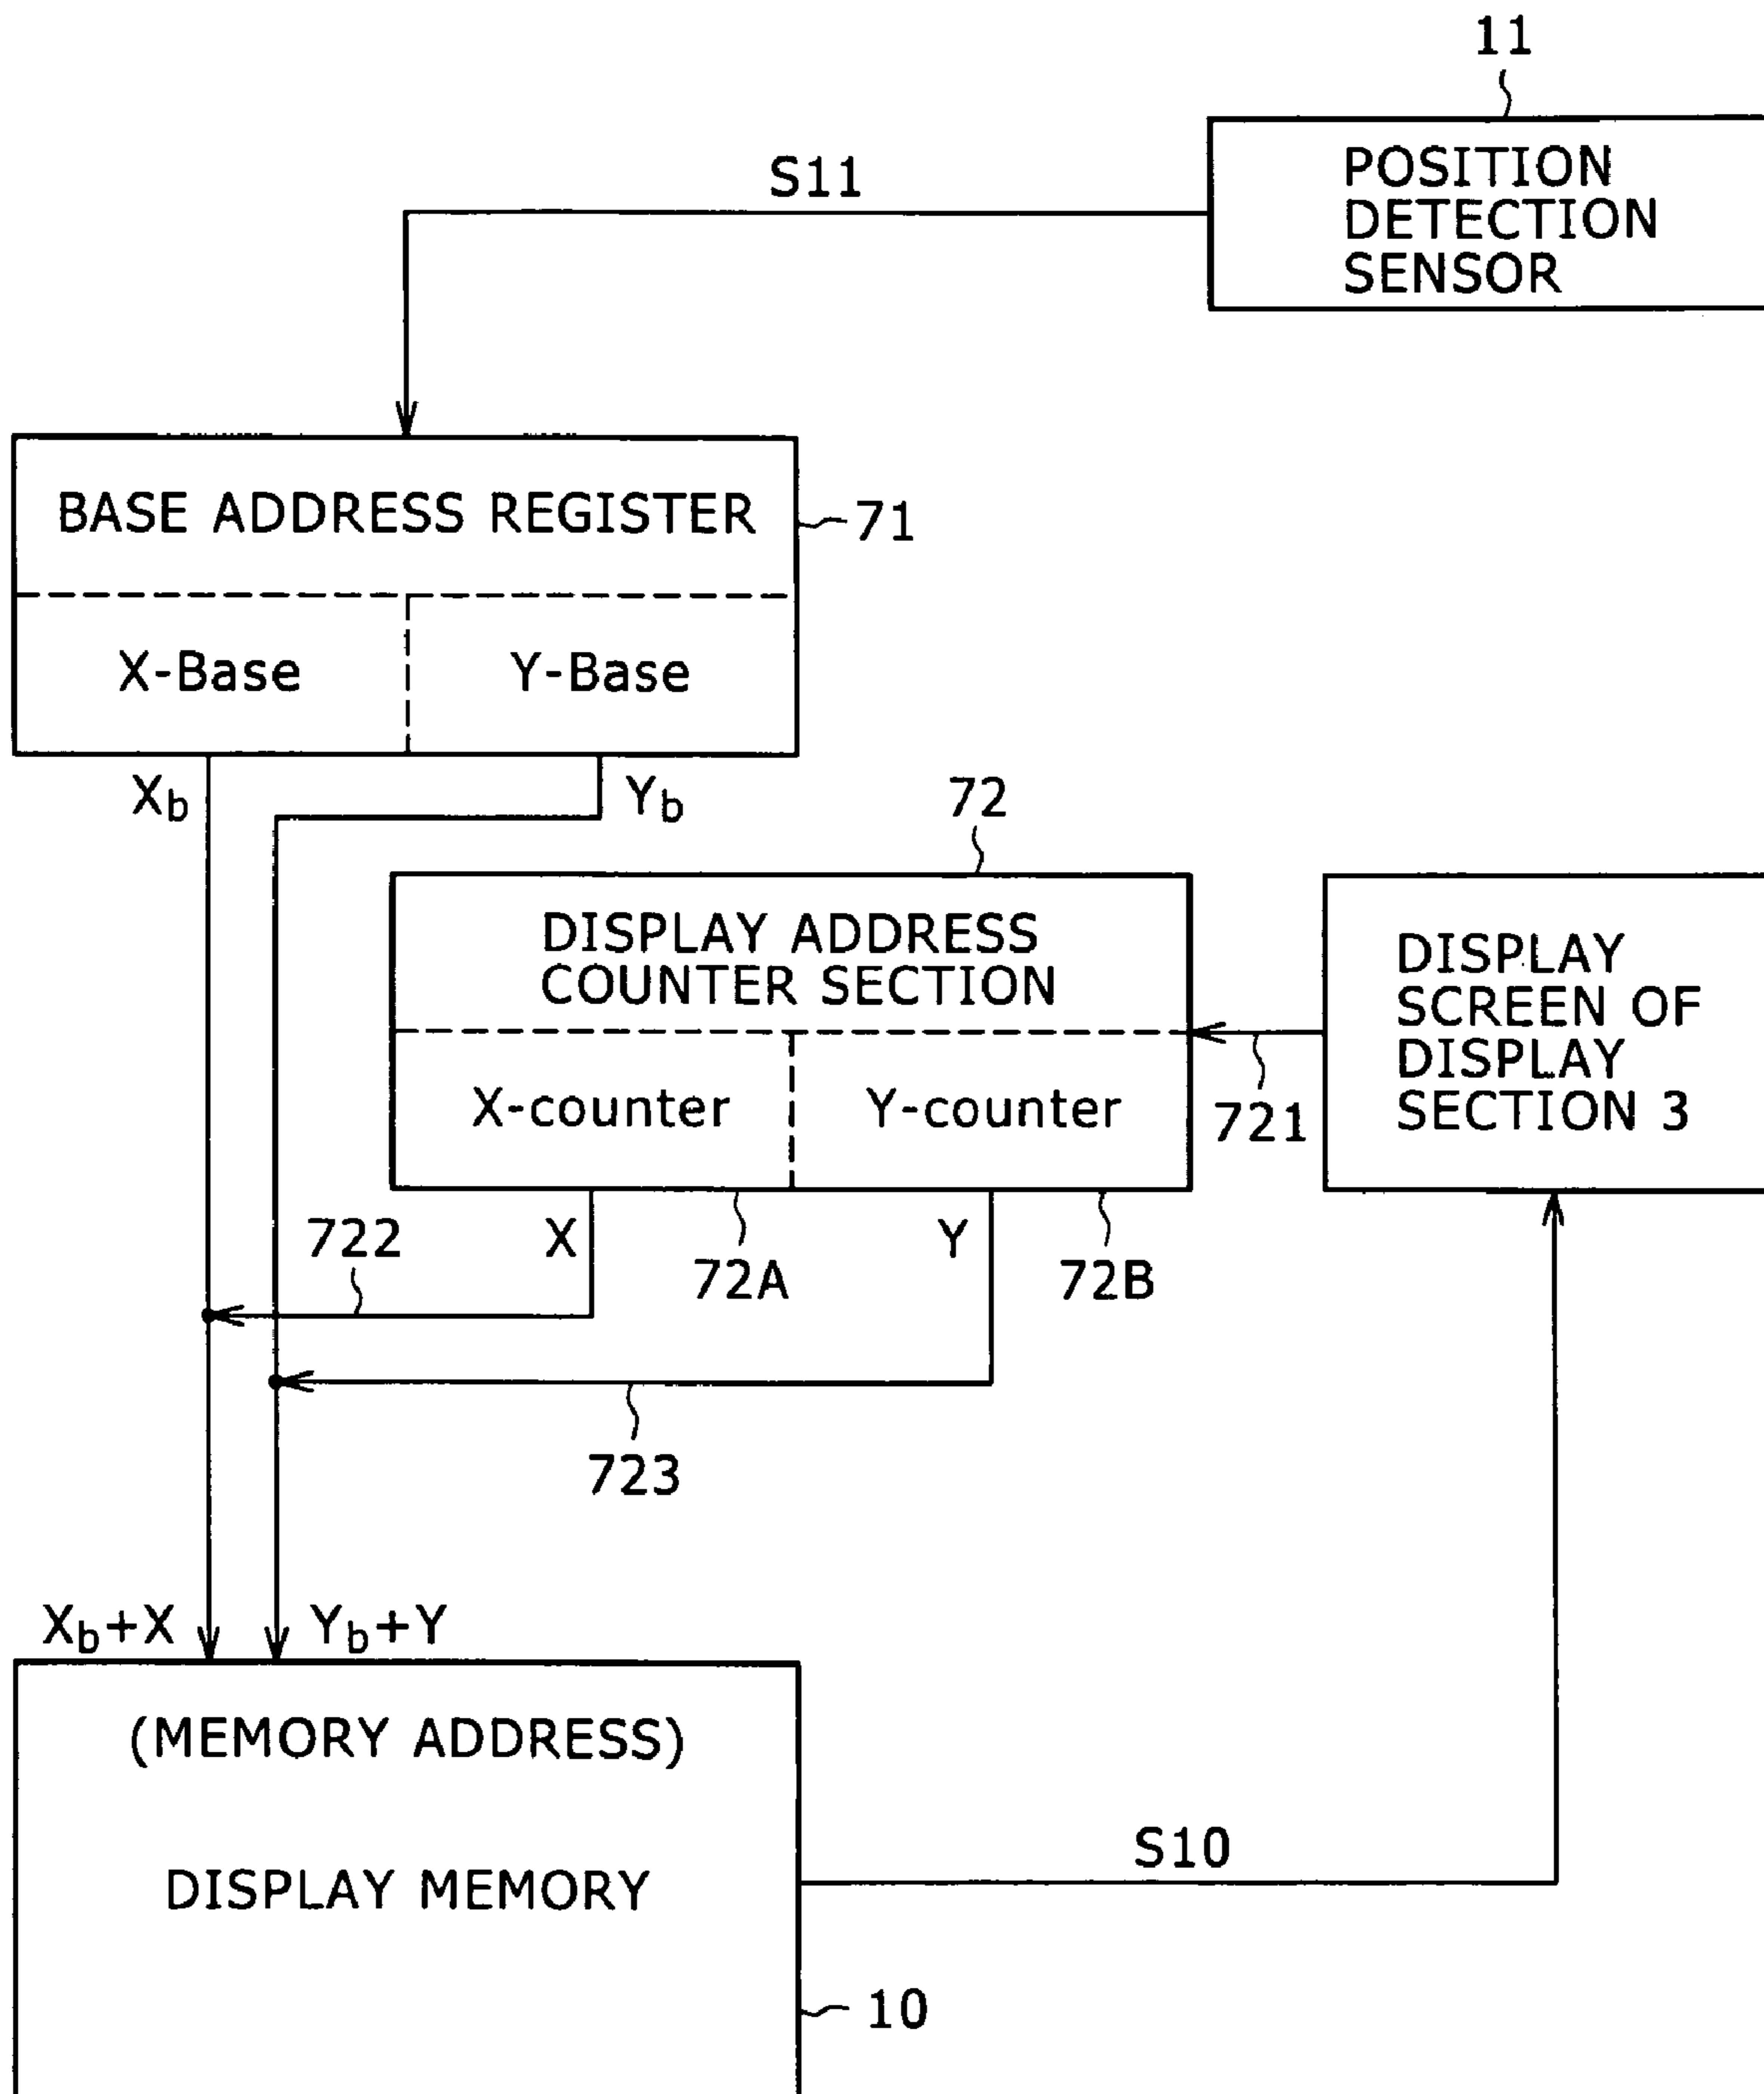 11
POSITION
DETECTION
SENSOR
S11
BASE ADDRESS REGISTER
71
X-Base
Y-Base
Xb
Yb
72
DISPLAY ADDRESS
COUNTER SECTION
X-counter
Y-counter
721
DISPLAY
SCREEN OF
DISPLAY
SECTION 3
722
X
72A
Y
72B
723
Xb+X
Yb+Y
(MEMORY ADDRESS)
DISPLAY MEMORY
S10
10